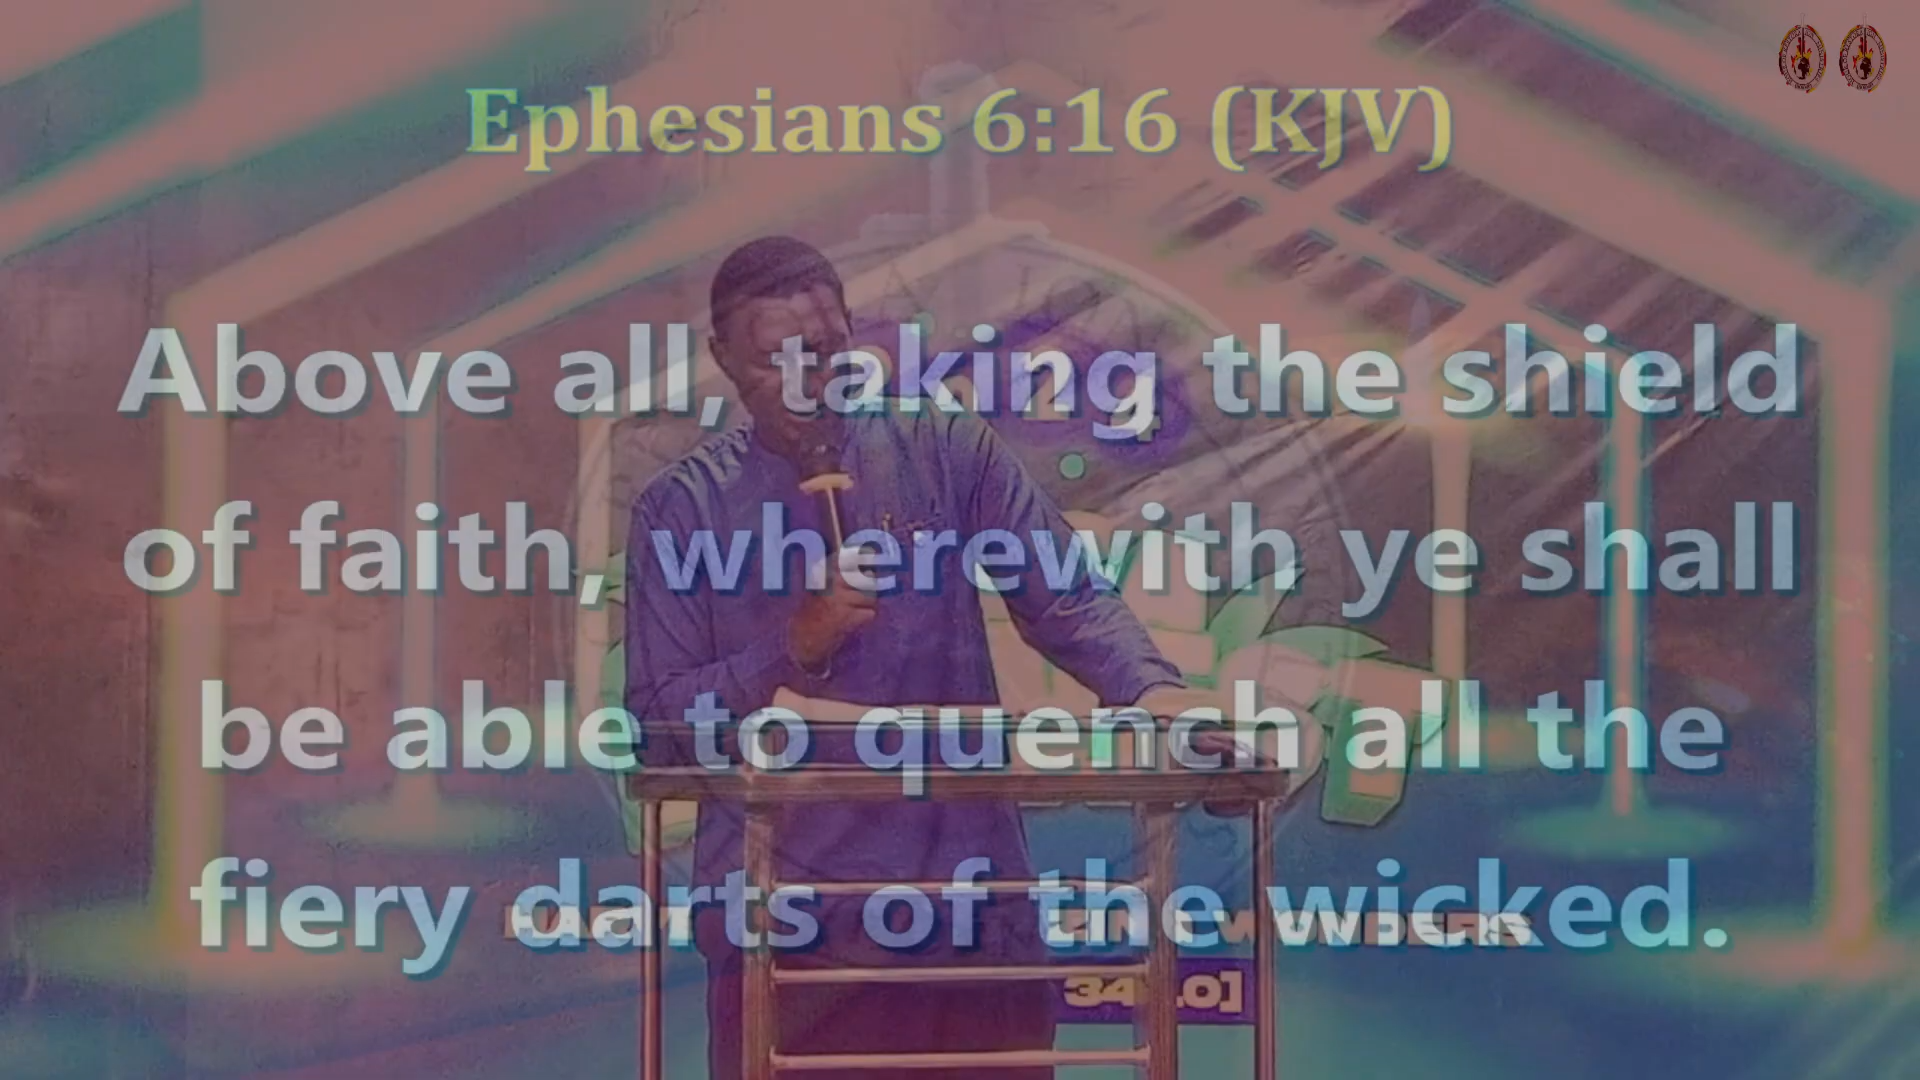 Ephesians 6:16 (KJV)
Above all, taking the shield
of faith, wherewith ye shall
be able to quench all the
fiery darts of the wicked.
WONDERS